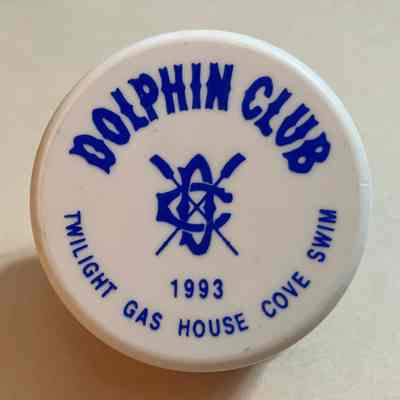 DOLPHIN CLUB
1993
TWILIGHT GAS HOUSE COVE SWIM